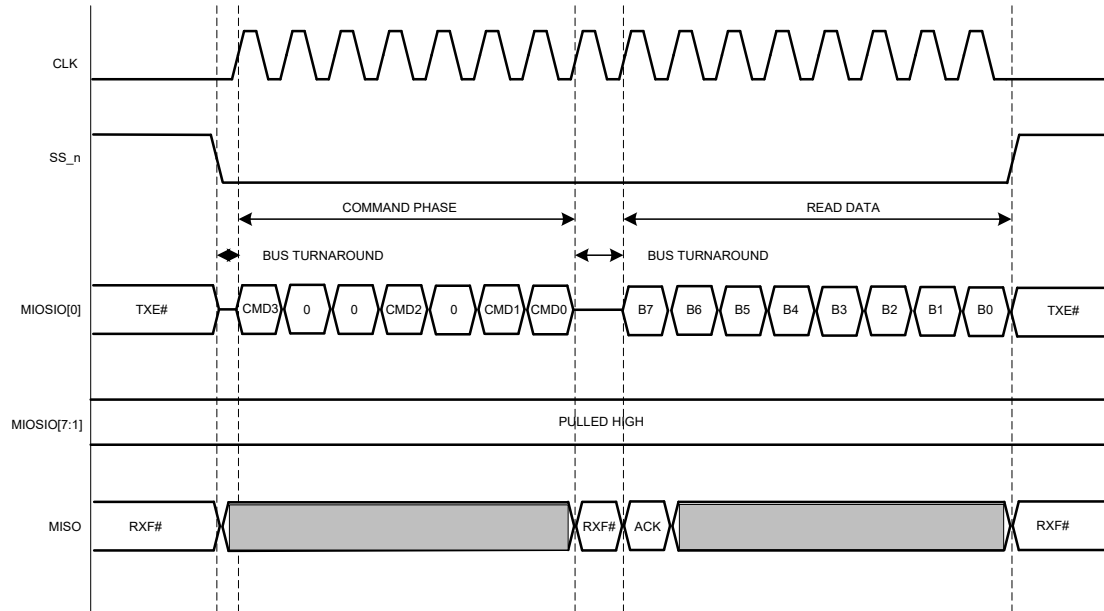 CLK
SS_n
COMMAND PHASE READ DATA
BUS TURNAROUND BUS TURNAROUND
MIOSIO[0] TXE# CMD3 0 0 CMD2 0 CMD1 CMD0 B7 B6 B5 B4 B3 B2 B1 B0 TXE#
MIOSIO[7:1] PULLED HIGH
MISO RXF# RXF# ACK RXF#